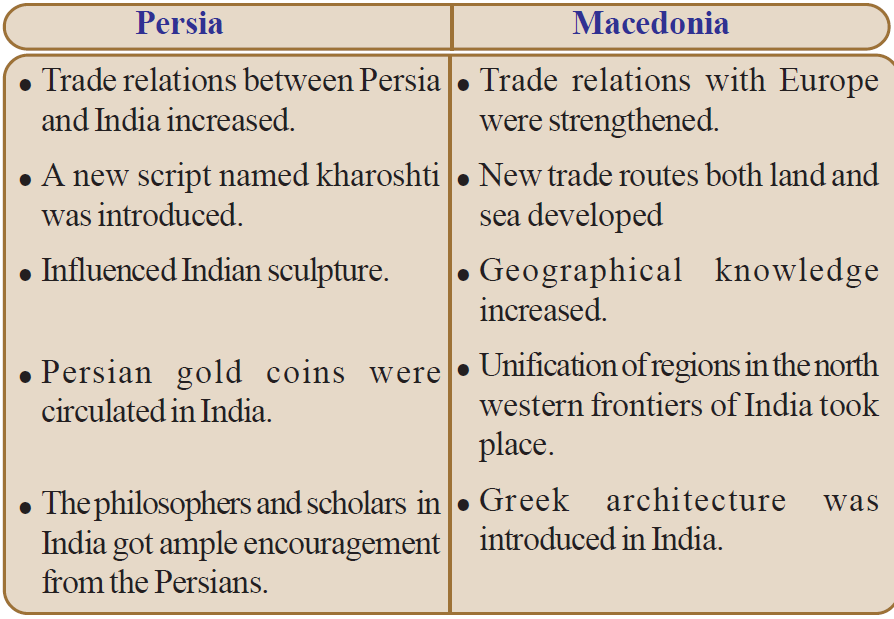 Persia
Macedonia
• Trade relations between Persia
and India increased.
• A new script named kharoshti
was introduced.
• Influenced Indian sculpture.
• Persian gold coins were
circulated in India.
• The philosophers and scholars in
India got ample encouragement
from the Persians.
• Trade relations with Europe
were strengthened.
• New trade routes both land and
sea developed
• Geographical knowledge
increased.
• Unification of regions in the north
western frontiers of India took
place.
• Greek architecture was
introduced in India.